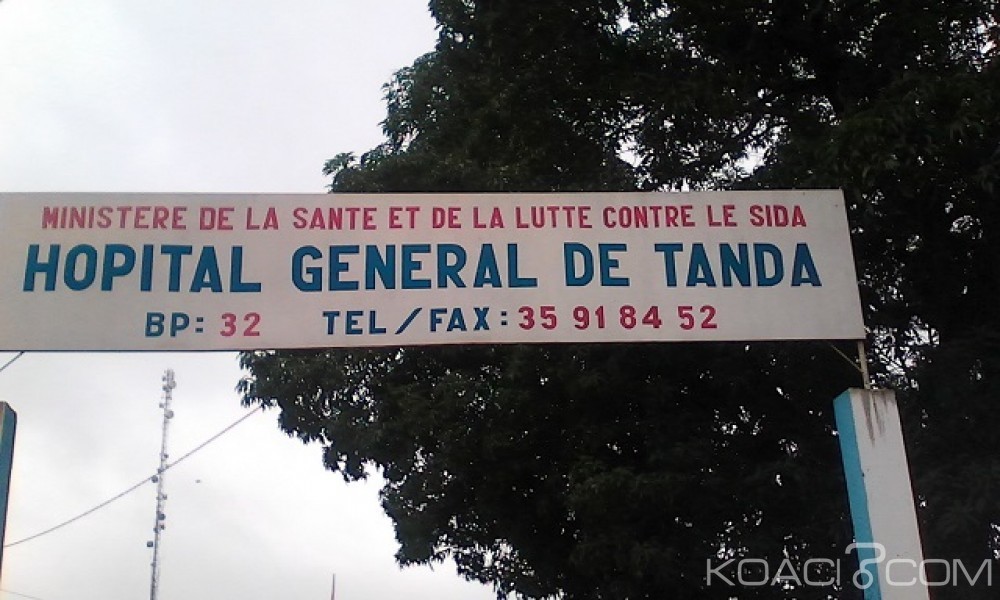 MINISTERE DE LA SANTE ET DE LA LUTTE CONTRE LE SIDA
HOPITAL GENERAL DE TANDA
BP: 32 TEL/FAX: 35 91 84 52
KOACI COM